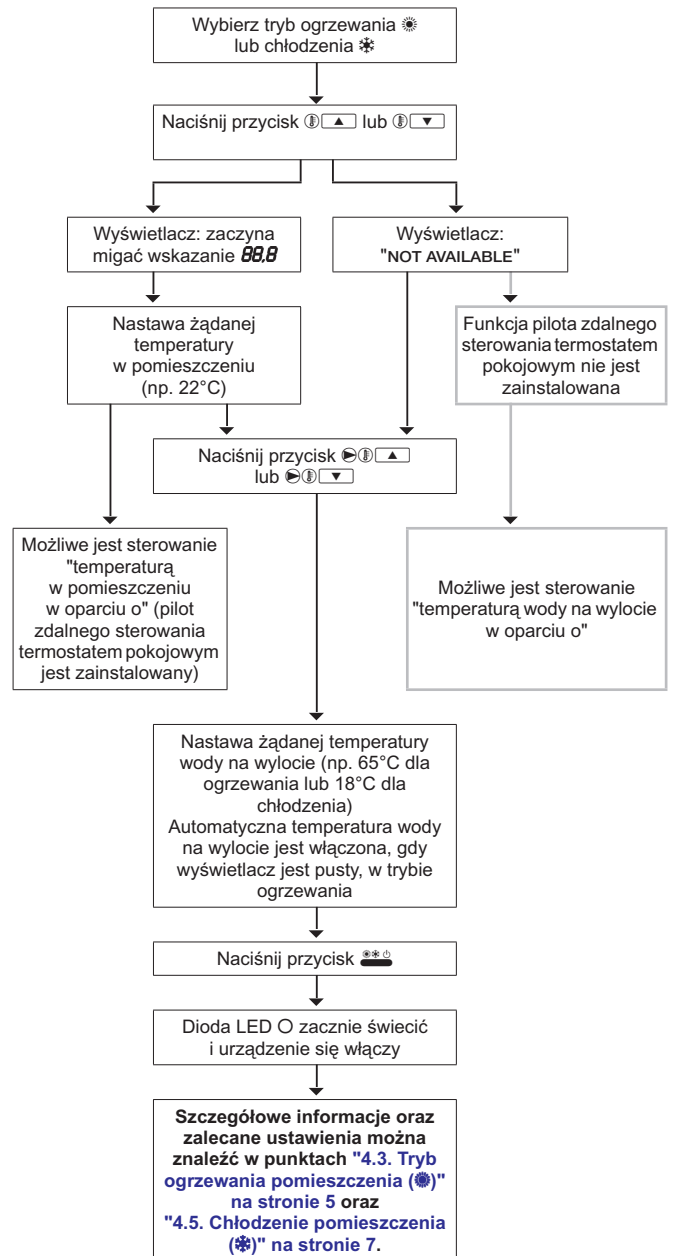 Wybierz tryb ogrzewania ☀
lub chłodzenia ❄
Naciśnij przycisk ▲ lub ▼
Wyświetlacz: zaczyna
migać wskazanie 88,8
Wyświetlacz:
"NOT AVAILABLE"
Nastawa żądanej
temperatury
w pomieszczeniu
(np. 22°C)
Funkcja pilota zdalnego
sterowania termostatem
pokojowym nie jest
zainstalowana
Naciśnij przycisk ▲
lub ▼
Możliwe jest sterowanie
"temperaturą
w pomieszczeniu
w oparciu o" (pilot
zdalnego sterowania
termostatem pokojowym
jest zainstalowany)
Możliwe jest sterowanie
"temperaturą wody na wylocie
w oparciu o"
Nastawa żądanej temperatury
wody na wylocie (np. 65°C dla
ogrzewania lub 18°C dla
chłodzenia)
Automatyczna temperatura wody
na wylocie jest włączona, gdy
wyświetlacz jest pusty, w trybie
ogrzewania
Naciśnij przycisk
Dioda LED O zacznie świecić
i urządzenie się włączy
Szczegółowe informacje oraz
zalecane ustawienia można
znaleźć w punktach "4.3. Tryb
ogrzewania pomieszczenia (☀)"
na stronie 5 oraz
"4.5. Chłodzenie pomieszczenia
(❄)" na stronie 7.